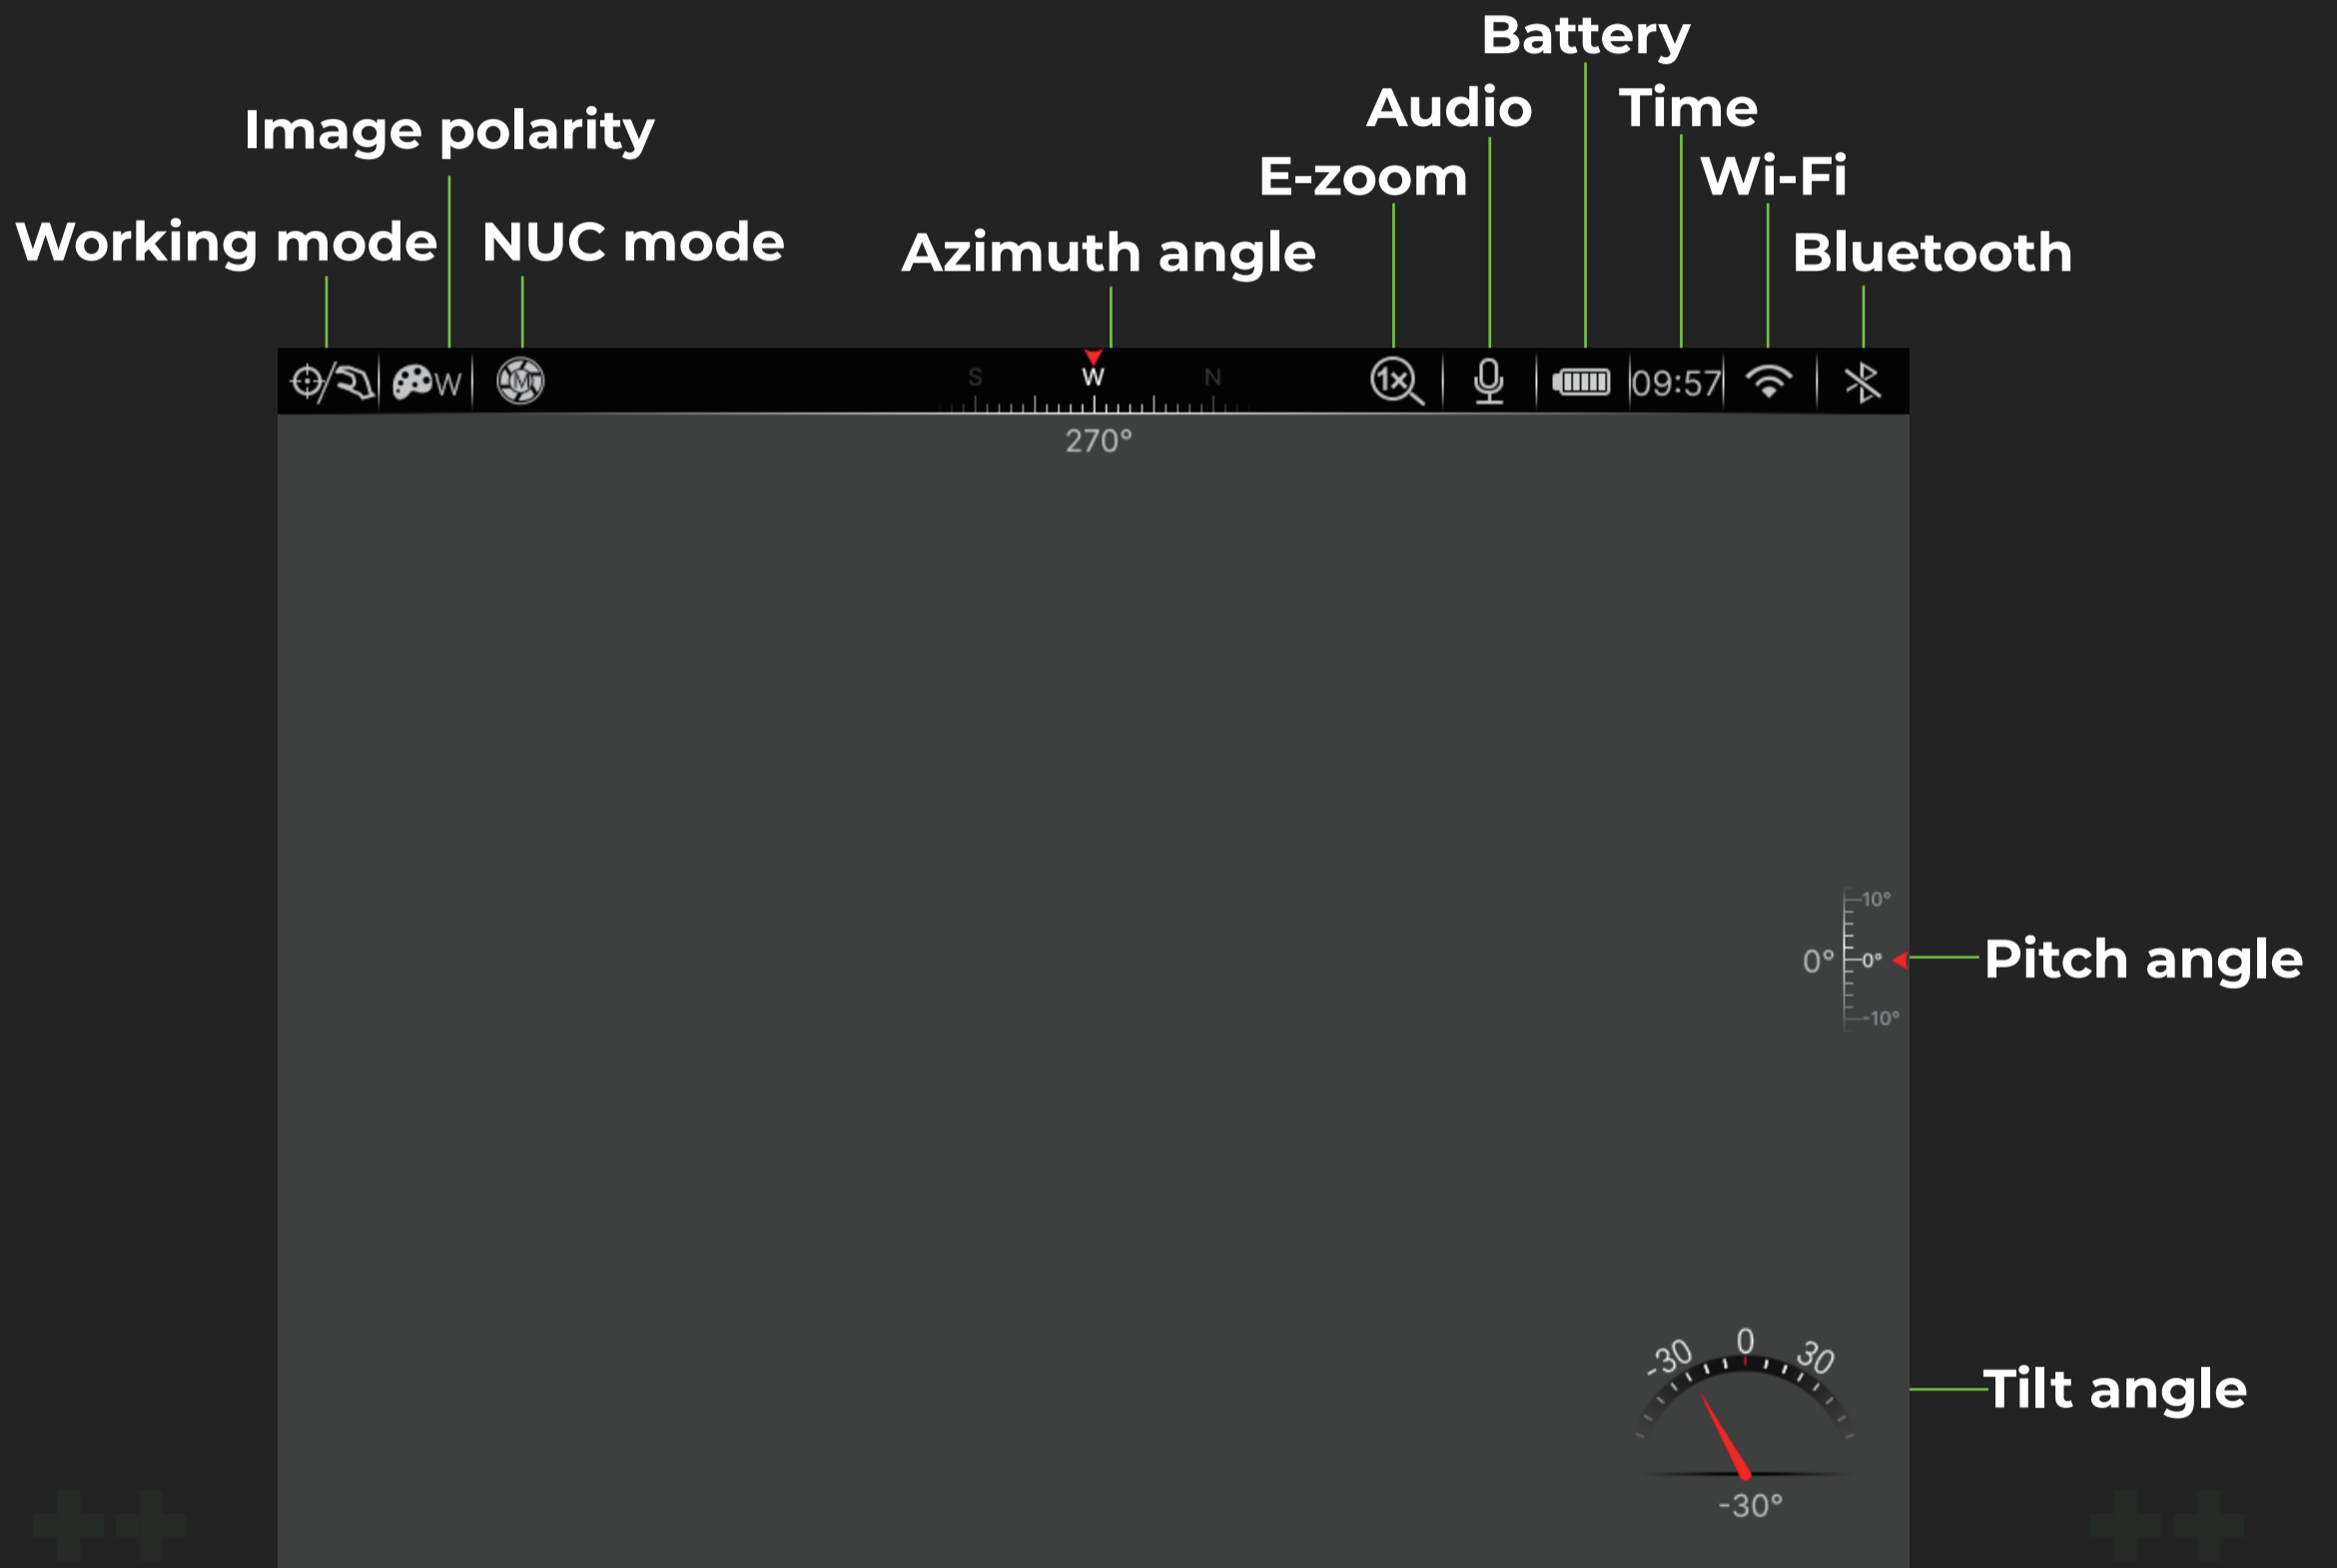 Battery
Audio
Time
Image polarity
E-zoom
Wi-Fi
Working mode
NUC mode
Azimuth angle
Bluetooth
W
M
S
W
N
1x
09:57
270°
10°
0°
0°
Pitch angle
-10°
-30
0
30
Tilt angle
-30°